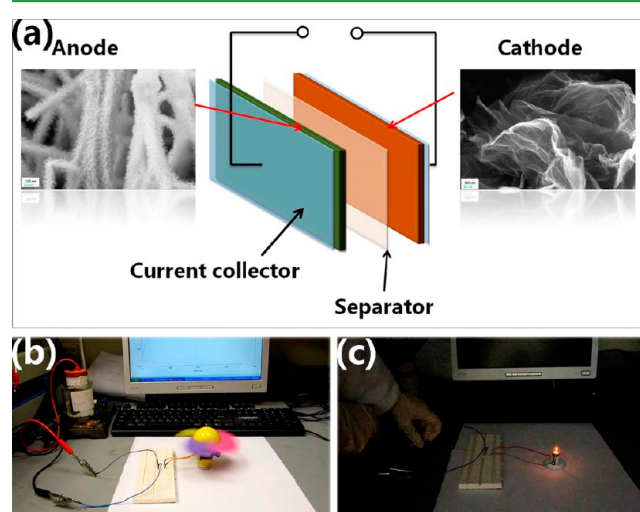 (a)
Anode
Cathode
Current collector
Separator
(b)
(c)